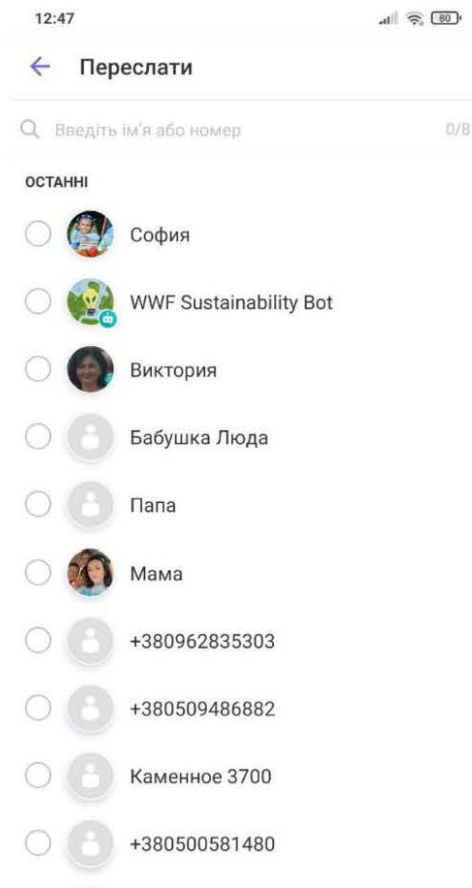 12:47
80
Переслати
Введіть ім'я або номер
0/8
ОСТАННІ
София
WWF Sustainability Bot
Виктория
Бабушка Люда
Папа
Мама
+380962835303
+380509486882
Каменное 3700
+380500581480